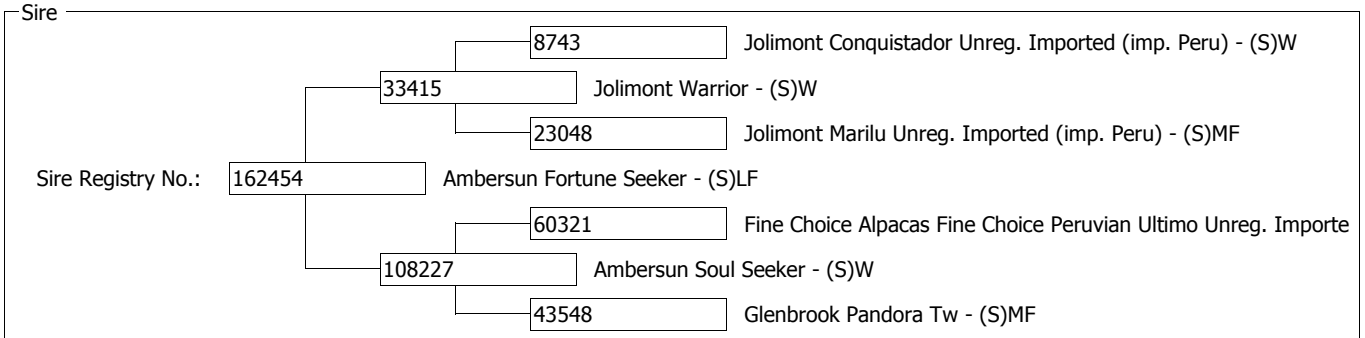 Sire
8743 Jolimont Conquistador Unreg. Imported (imp. Peru) - (S)W
33415 Jolimont Warrior - (S)W
23048 Jolimont Marilu Unreg. Imported (imp. Peru) - (S)MF
Sire Registry No.: 162454 Ambersun Fortune Seeker - (S)LF
60321 Fine Choice Alpacas Fine Choice Peruvian Ultimo Unreg. Importe
108227 Ambersun Soul Seeker - (S)W
43548 Glenbrook Pandora Tw - (S)MF